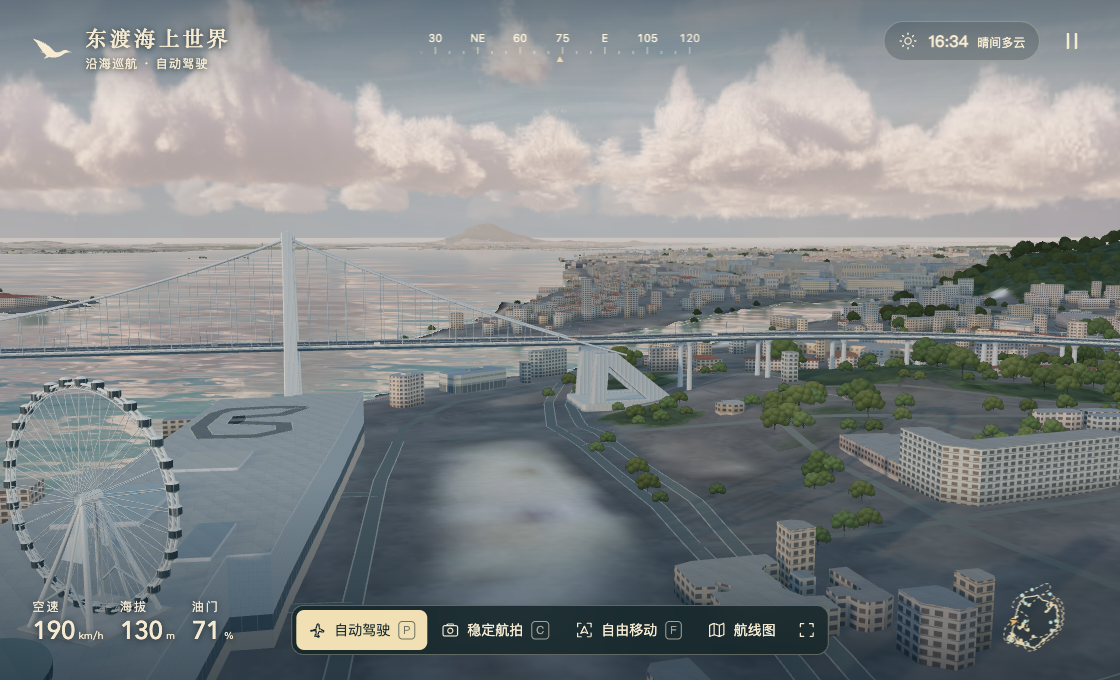 东渡海上世界
沿海巡航 · 自动驾驶
30 NE 60 75 E 105 120
16:34 晴间多云
空速 海拔 油门
190 km/h 130 m 71 %
自动驾驶 P 稳定航拍 C 自由移动 F 航线图